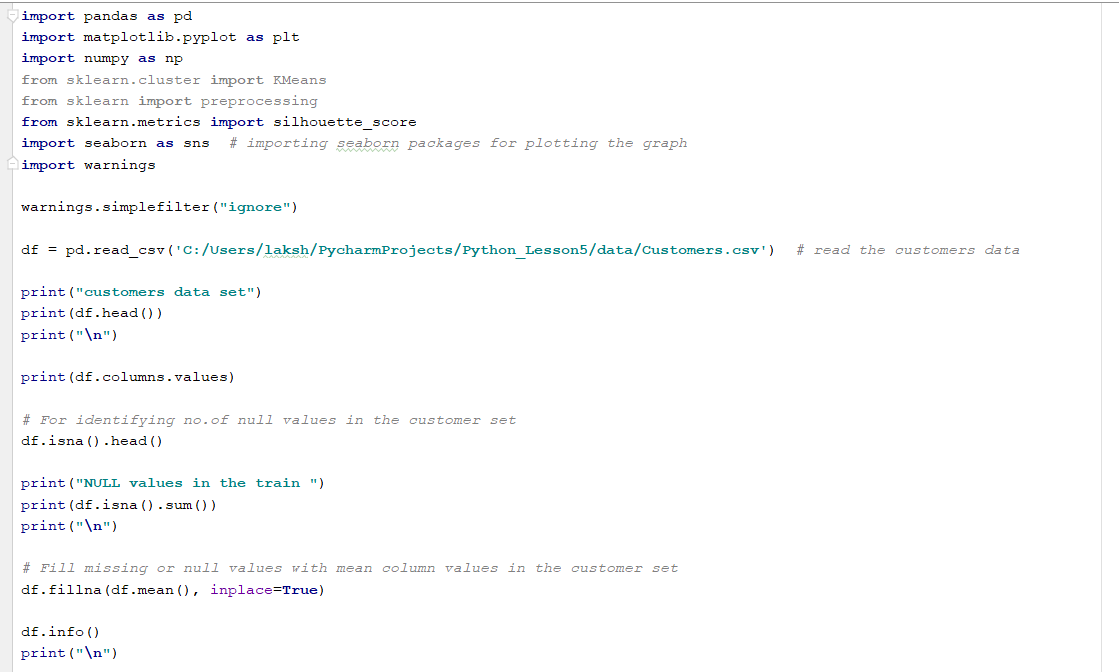 import pandas as pd
import matplotlib.pyplot as plt
import numpy as np
from sklearn.cluster import KMeans
from sklearn import preprocessing
from sklearn.metrics import silhouette_score
import seaborn as sns  # importing seaborn packages for plotting the graph
import warnings
warnings.simplefilter("ignore")
df = pd.read_csv('C:/Users/laksh/PycharmProjects/Python_Lesson5/data/Customers.csv')  # read the customers data
print("customers data set")
print(df.head())
print("\n")
print(df.columns.values)
# For identifying no.of null values in the customer set
df.isna().head()
print("NULL values in the train ")
print(df.isna().sum())
print("\n")
# Fill missing or null values with mean column values in the customer set
df.fillna(df.mean(), inplace=True)
df.info()
print("\n")